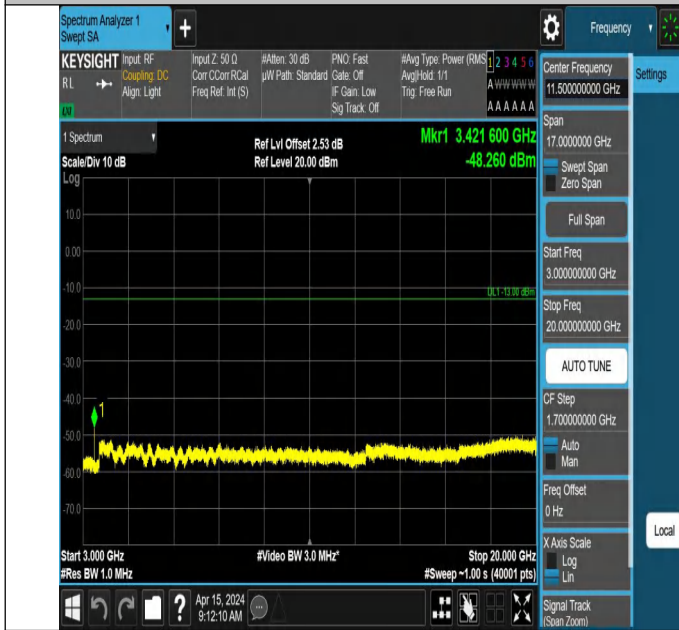 Spectrum Analyzer 1
Swept SA
+
Frequency
KEYSIGHT
RL
Input: RF
Coupling: DC
Align: Light
Input Z: 50 Ω
Corr CCorr RCal
Freq Ref: Int (S)
#Atten: 30 dB
µW Path: Standard
PNO: Fast
Gate: Off
IF Gain: Low
Sig Track: Off
#Avg Type: Power (RMS
Avg|Hold: 1/1
Trig: Free Run
1 2 3 4 5 6
A W W W W W
A A A A A A
1 Spectrum
Scale/Div 10 dB
Log
Ref Lvl Offset 2.53 dB
Ref Level 20.00 dBm
Mkr1 3.421 600 GHz
-48.260 dBm
10.0
0.00
-10.0
DL1 -13.00 dBm
-20.0
-30.0
-40.0
1
-50.0
-60.0
-70.0
Start 3.000 GHz
#Video BW 3.0 MHz*
Stop 20.000 GHz
#Res BW 1.0 MHz
#Sweep ~1.00 s (40001 pts)
?
Apr 15, 2024
9:12:10 AM
Center Frequency
11.500000000 GHz
Settings
Span
17.0000000 GHz
Swept Span
Zero Span
Full Span
Start Freq
3.000000000 GHz
Stop Freq
20.000000000 GHz
AUTO TUNE
CF Step
1.700000000 GHz
Auto
Man
Freq Offset
0 Hz
Local
X Axis Scale
Log
Lin
Signal Track
(Span Zoom)